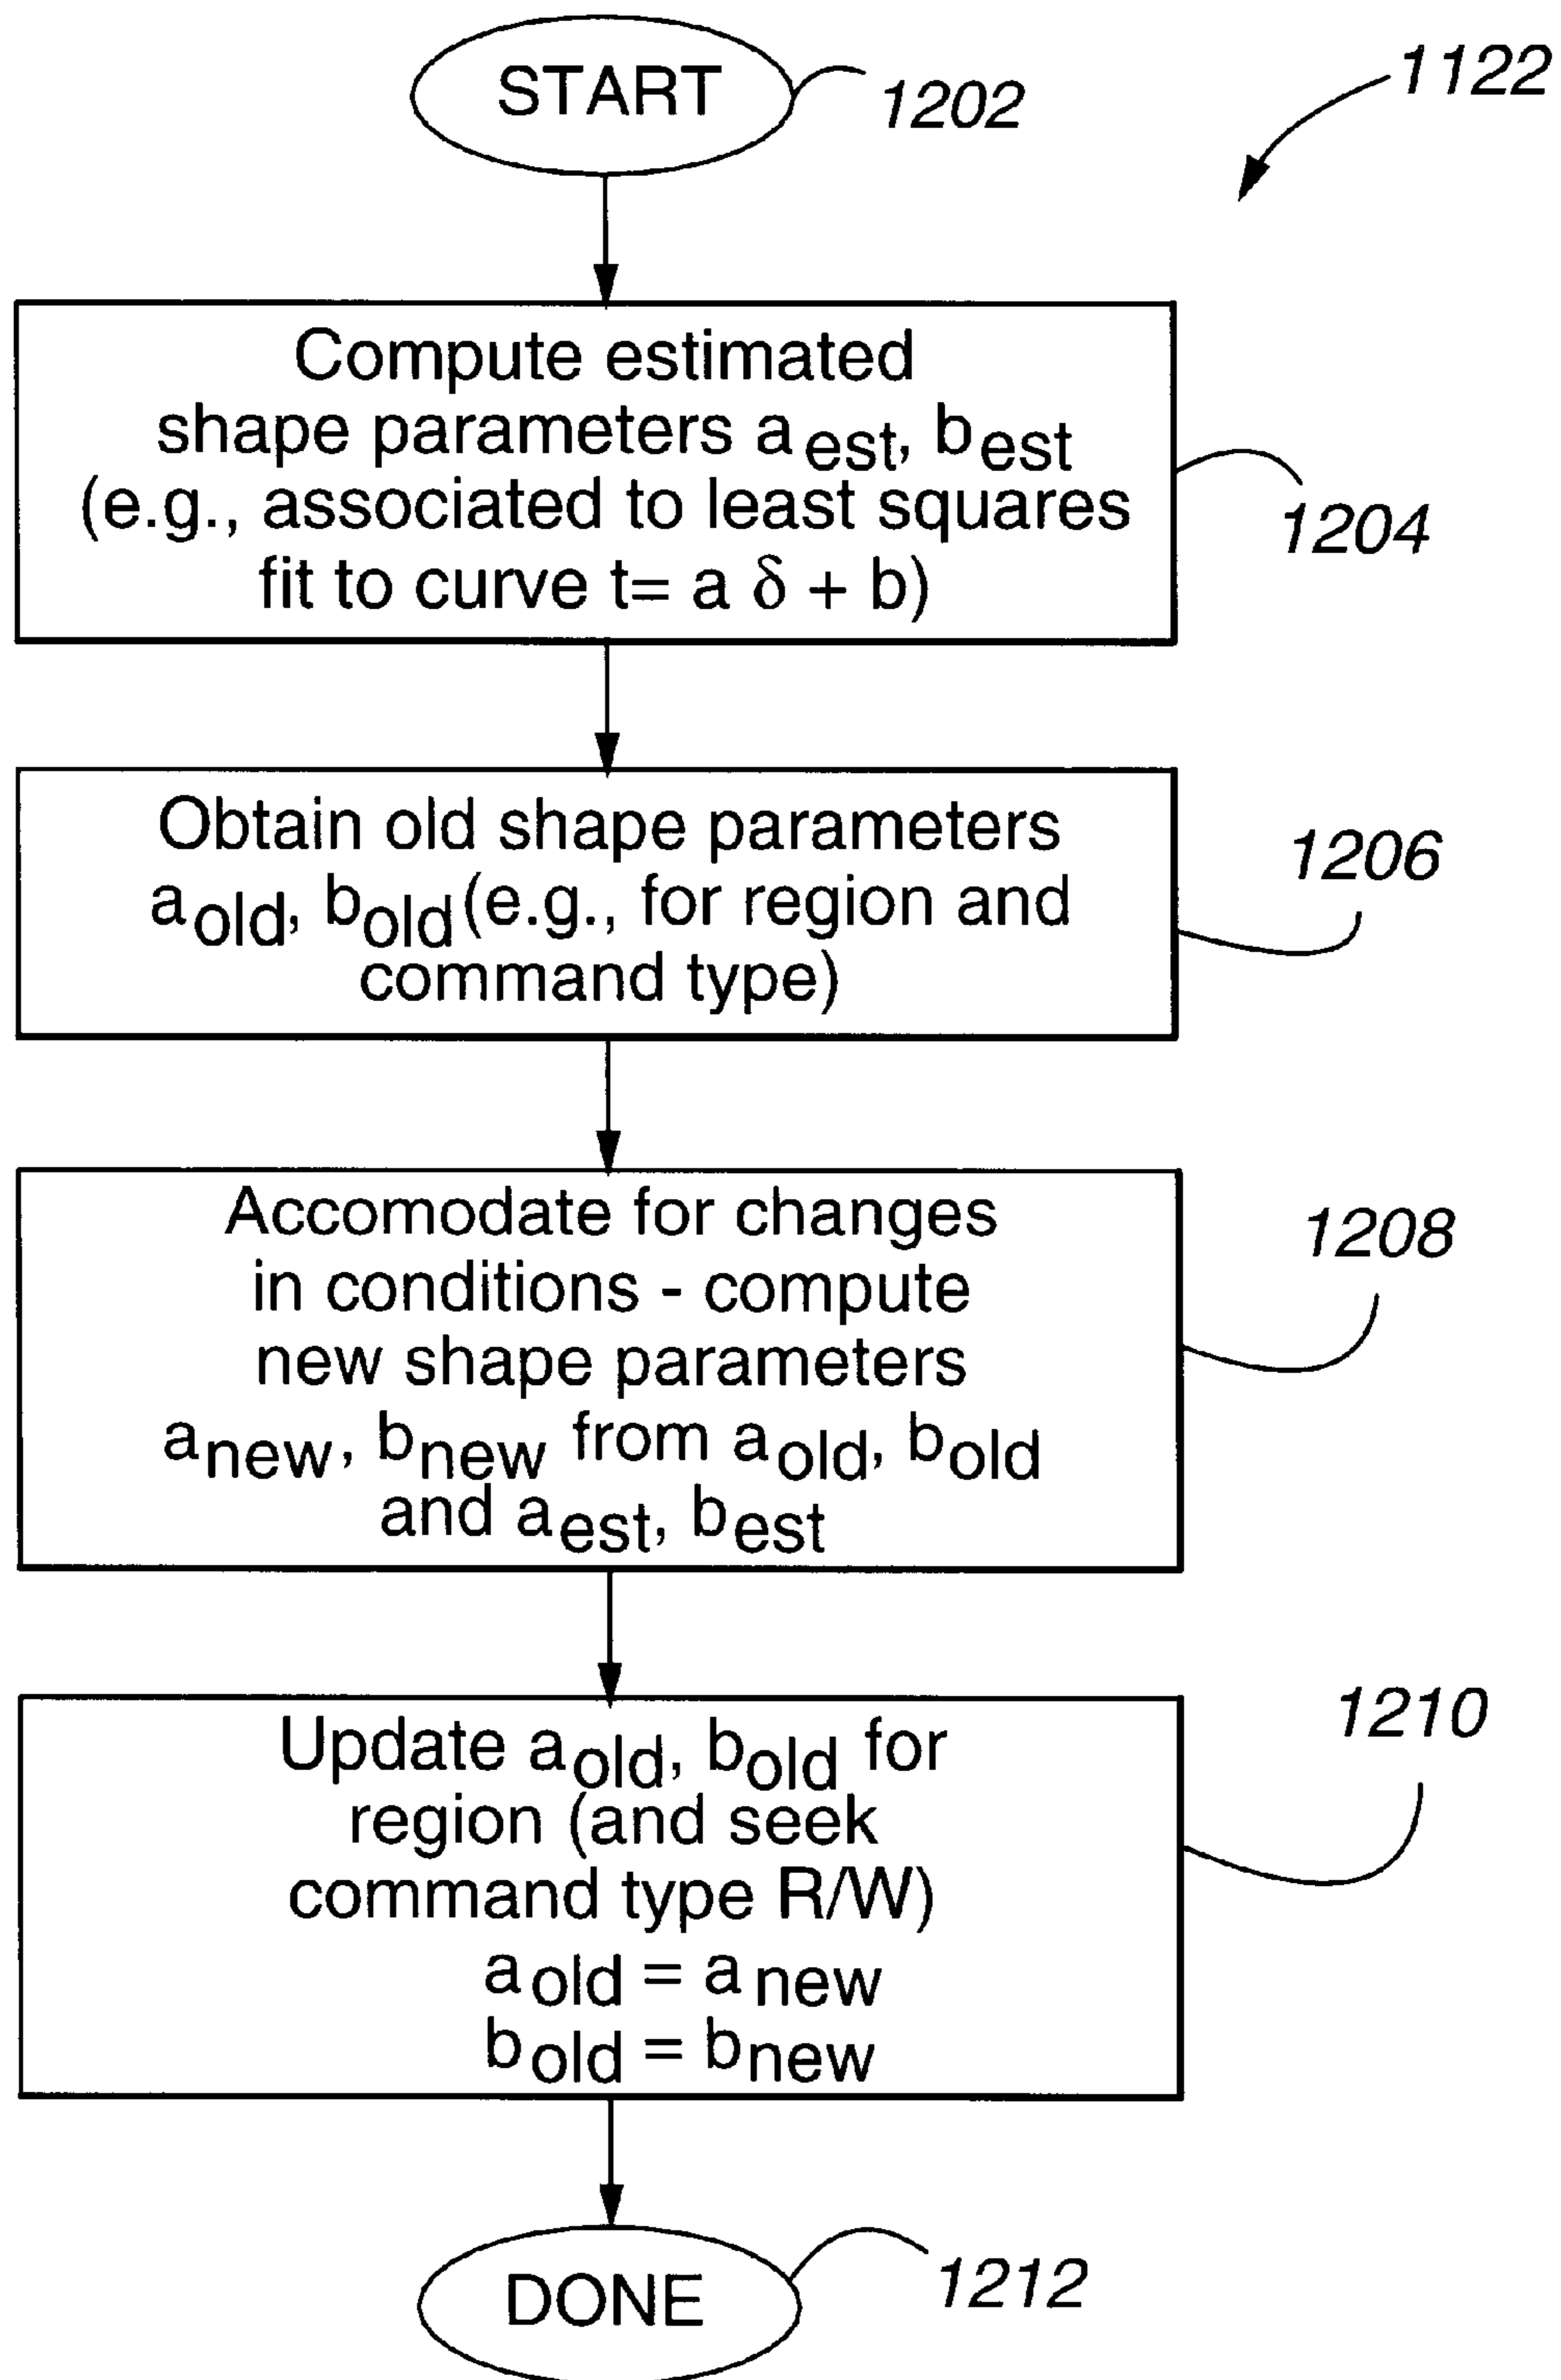 START
1202
1122
Compute estimated
shape parameters a est, b est
(e.g., associated to least squares
fit to curve t= a δ + b)
1204
Obtain old shape parameters
a old, b old (e.g., for region and
command type)
1206
Accomodate for changes
in conditions - compute
new shape parameters
a new, b new from a old, b old
and a est, b est
1208
Update a old, b old for
region (and seek
command type R/W)
a old = a new
b old = b new
1210
DONE
1212